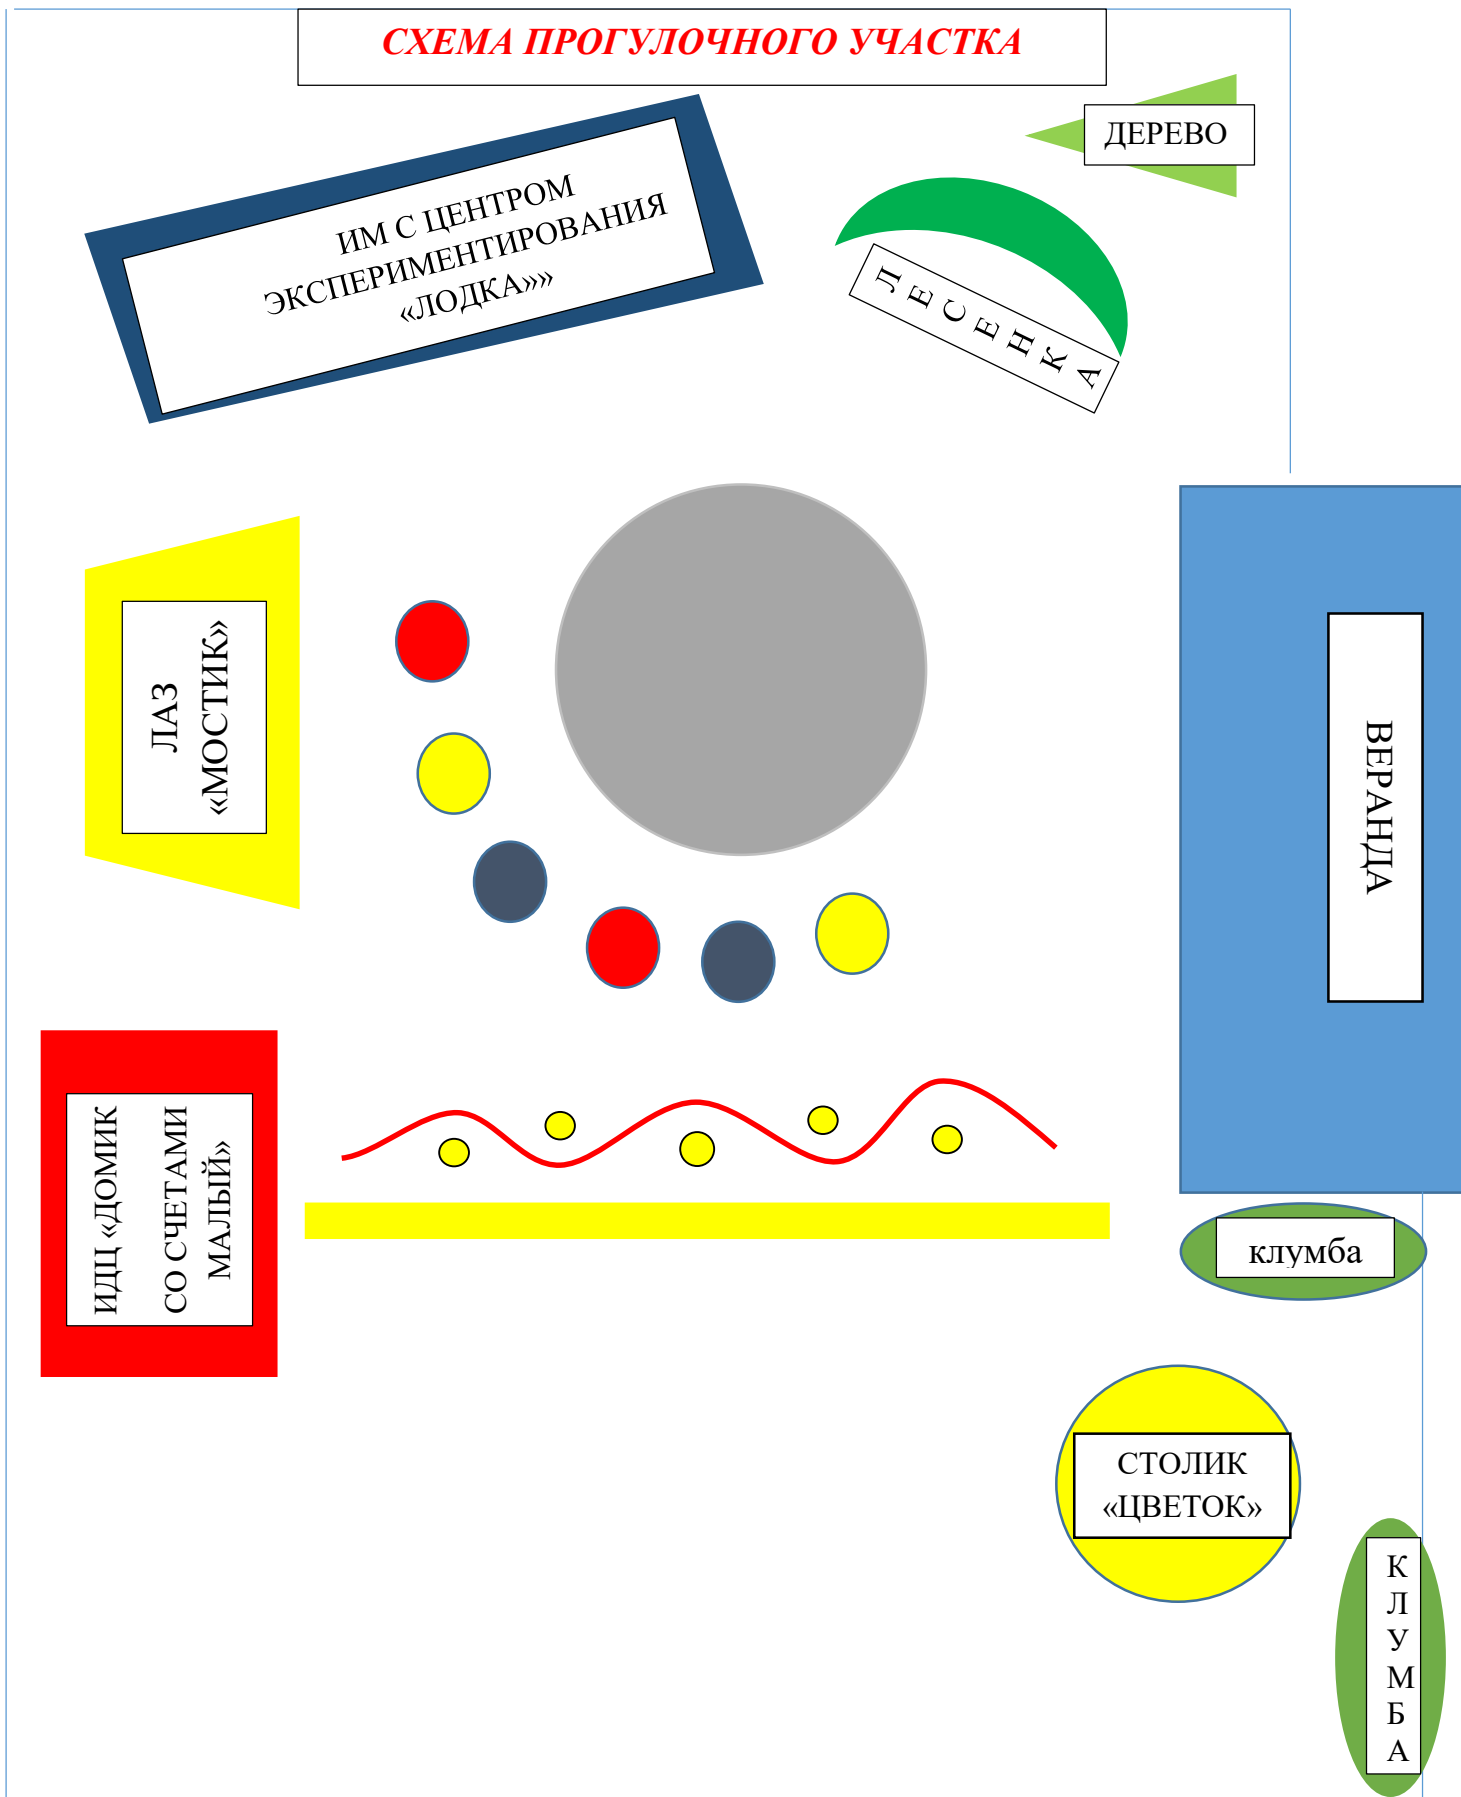 СХЕМА ПРОГУЛОЧНОГО УЧАСТКА
ДЕРЕВО
ИМ С ЦЕНТРОМ
ЭКСПЕРИМЕНТИРОВАНИЯ
«ЛОДКА»»
ЛЕСЕНКА
ЛАЗ
«МОСТИК»
ВЕРАНДА
ИДЦ «ДОМИК
СО СЧЕТАМИ
МАЛЫЙ»
клумба
СТОЛИК
«ЦВЕТОК»
КЛУМБА